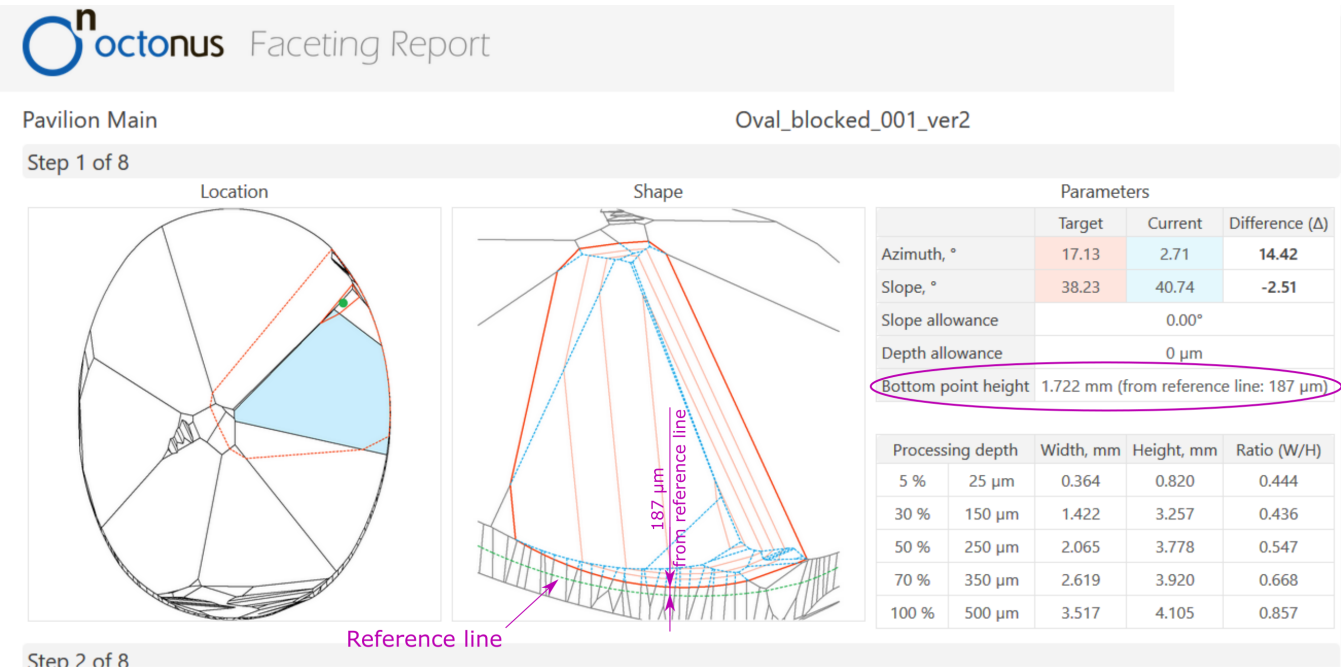 octonus Faceting Report
Pavilion Main Oval_blocked_001_ver2
Step 1 of 8
Location Shape Parameters
Target Current Difference (Δ)
Azimuth, ° 17.13 2.71 14.42
Slope, ° 38.23 40.74 -2.51
Slope allowance 0.00°
Depth allowance 0 µm
Bottom point height 1.722 mm (from reference line: 187 µm)
187 µm
from reference line
Processing depth Width, mm Height, mm Ratio (W/H)
5 % 25 µm 0.364 0.820 0.444
30 % 150 µm 1.422 3.257 0.436
50 % 250 µm 2.065 3.778 0.547
70 % 350 µm 2.619 3.920 0.668
100 % 500 µm 3.517 4.105 0.857
Reference line
Step 2 of 8